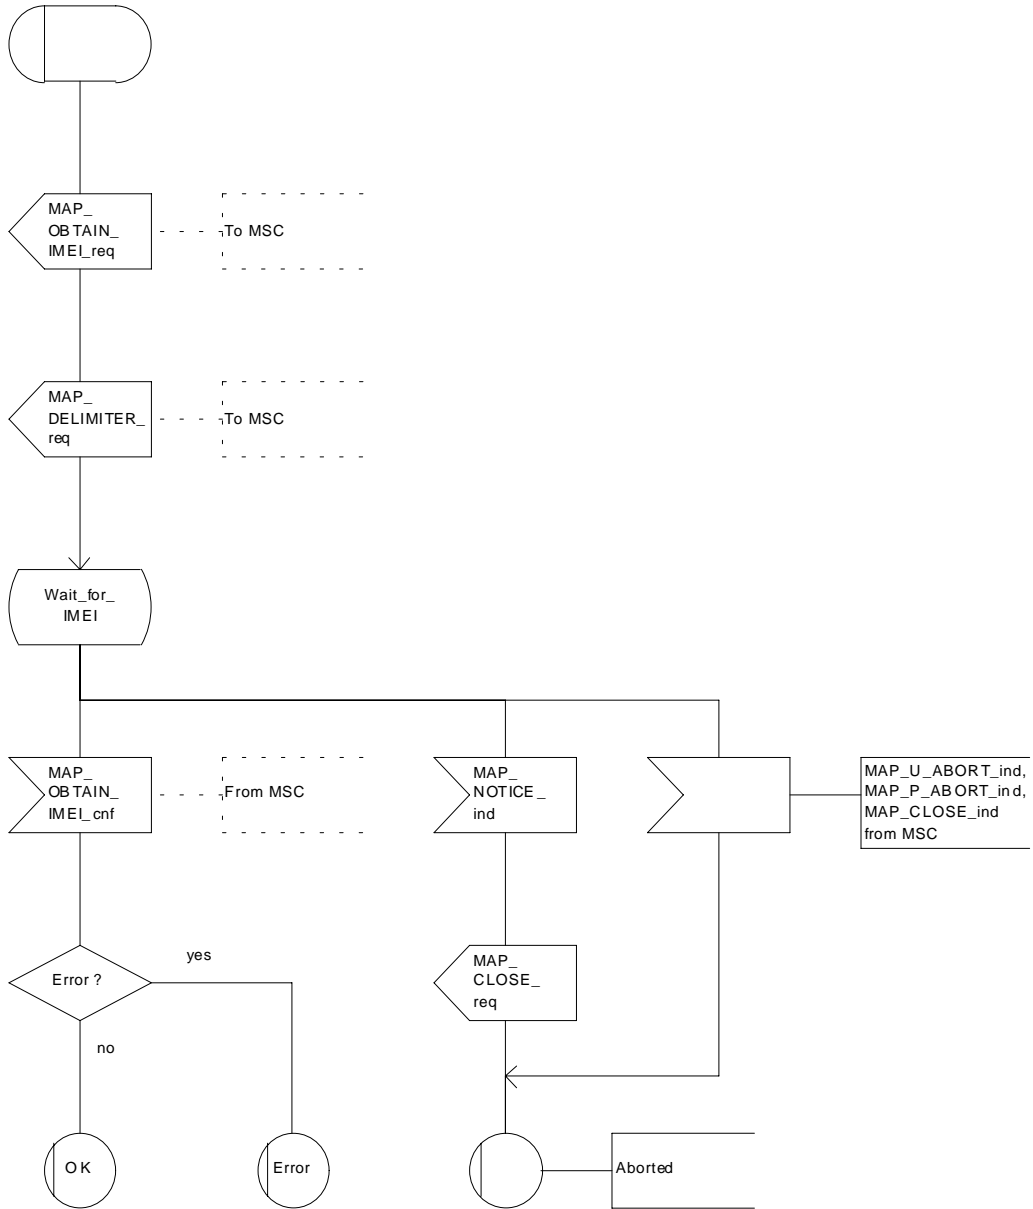 MAP_
OBTAIN_
IMEI_req
To MSC
MAP_
DELIMITER_
req
To MSC
Wait_for_
IMEI
MAP_
OBTAIN_
IMEI_cnf
From MSC
MAP_
NOTICE_
ind
MAP_U_ABORT_ind,
MAP_P_ABORT_ind,
MAP_CLOSE_ind
from MSC
Error ?
yes
no
MAP_
CLOSE_
req
OK
Error
Aborted